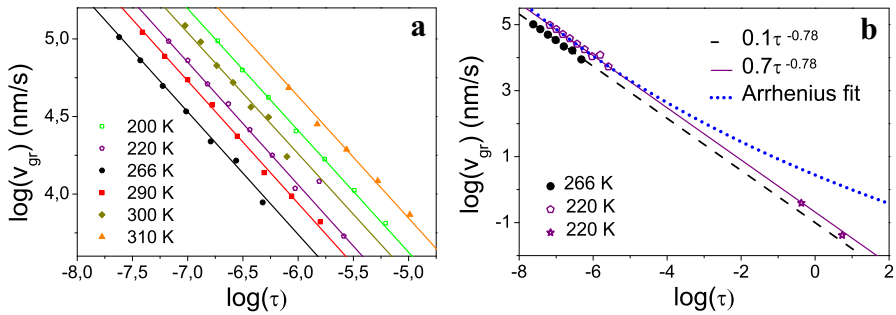 a
log(v_gr) (nm/s)
5,0
4,5
4,0
200 K
220 K
266 K
290 K
300 K
310 K
-8,0 -7,5 -7,0 -6,5 -6,0 -5,5 -5,0
log(τ)
b
log(v_gr) (nm/s)
5
3
1
-1
0.1τ^-0.78
0.7τ^-0.78
Arrhenius fit
266 K
220 K
220 K
-8 -6 -4 -2 0 2
log(τ)